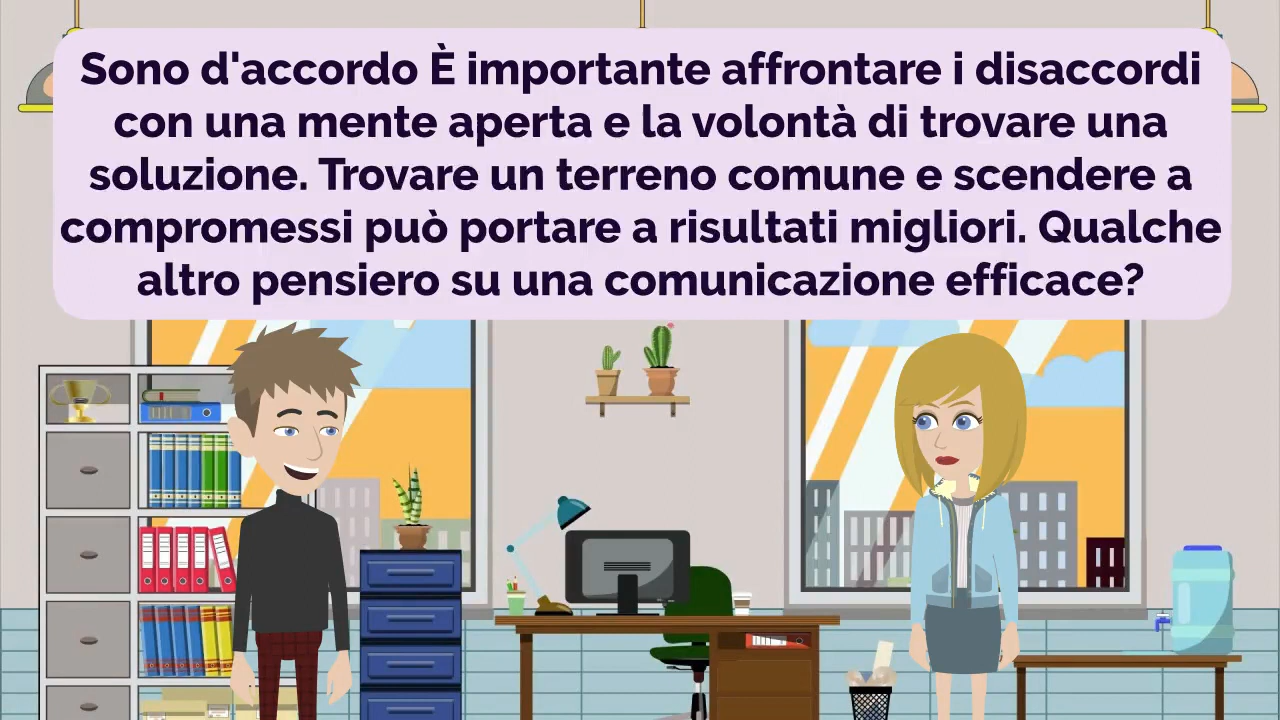 Sono d'accordo È importante affrontare i disaccordi
con una mente aperta e la volontà di trovare una
soluzione. Trovare un terreno comune e scendere a
compromessi può portare a risultati migliori. Qualche
altro pensiero su una comunicazione efficace?